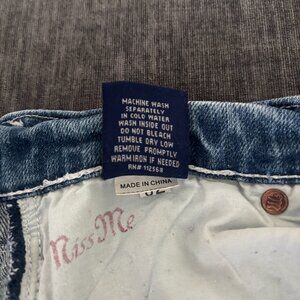 MACHINE WASH
SEPARATELY
IN COLD WATER
WASH INSIDE OUT
DO NOT BLEACH
TUMBLE DRY LOW
REMOVE PROMPTLY
WARM IRON IF NEEDED
RN# 112568
MADE IN CHINA
Miss Me